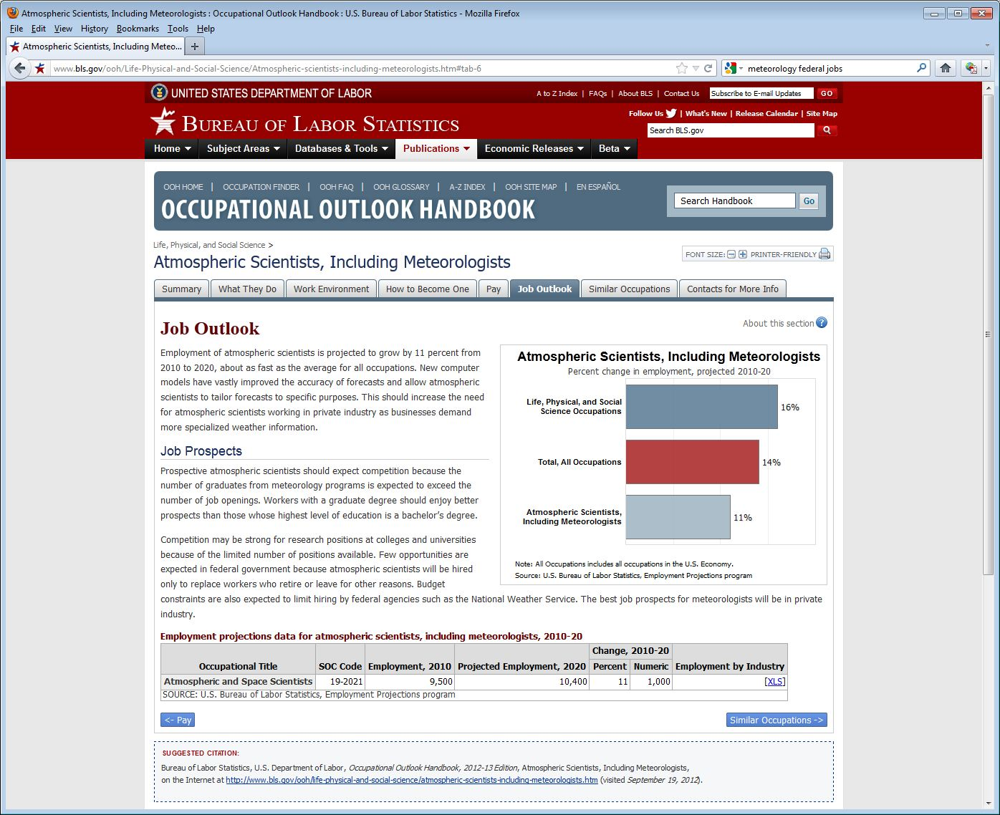 Atmospheric Scientists, Including Meteorologists : Occupational Outlook Handbook : U.S. Bureau of Labor Statistics - Mozilla Firefox
File Edit View History Bookmarks Tools Help
Atmospheric Scientists, Including Meteo...
www.bls.gov/ooh/Life-Physical-and-Social-Science/Atmospheric-scientists-including-meteorologists.htm#tab-6
meteorology federal jobs
UNITED STATES DEPARTMENT OF LABOR
A to Z Index | FAQs | About BLS | Contact Us
Subscribe to E-mail Updates GO
BUREAU OF LABOR STATISTICS
Follow Us | What's New | Release Calendar | Site Map
Search BLS.gov
Home Subject Areas Databases & Tools Publications Economic Releases Beta
OOH HOME | OCCUPATION FINDER | OOH FAQ | OOH GLOSSARY | A-Z INDEX | OOH SITE MAP | EN ESPAÑOL
OCCUPATIONAL OUTLOOK HANDBOOK
Search Handbook Go
Life, Physical, and Social Science >
Atmospheric Scientists, Including Meteorologists
FONT SIZE: PRINTER-FRIENDLY
Summary What They Do Work Environment How to Become One Pay Job Outlook Similar Occupations Contacts for More Info
Job Outlook
About this section ?
Employment of atmospheric scientists is projected to grow by 11 percent from
2010 to 2020, about as fast as the average for all occupations. New computer
models have vastly improved the accuracy of forecasts and allow atmospheric
scientists to tailor forecasts to specific purposes. This should increase the need
for atmospheric scientists working in private industry as businesses demand
more specialized weather information.
Atmospheric Scientists, Including Meteorologists
Percent change in employment, projected 2010-20
Life, Physical, and Social
Science Occupations
16%
Total, All Occupations
14%
Atmospheric Scientists,
Including Meteorologists
11%
Note: All Occupations includes all occupations in the U.S. Economy.
Source: U.S. Bureau of Labor Statistics, Employment Projections program
Job Prospects
Prospective atmospheric scientists should expect competition because the
number of graduates from meteorology programs is expected to exceed the
number of job openings. Workers with a graduate degree should enjoy better
prospects than those whose highest level of education is a bachelor's degree.
Competition may be strong for research positions at colleges and universities
because of the limited number of positions available. Few opportunities are
expected in federal government because atmospheric scientists will be hired
only to replace workers who retire or leave for other reasons. Budget
constraints are also expected to limit hiring by federal agencies such as the National Weather Service. The best job prospects for meteorologists will be in private
industry.
Employment projections data for atmospheric scientists, including meteorologists, 2010-20
Change, 2010-20
Occupational Title SOC Code Employment, 2010 Projected Employment, 2020 Percent Numeric Employment by Industry
Atmospheric and Space Scientists 19-2021 9,500 10,400 11 1,000 [XLS]
SOURCE: U.S. Bureau of Labor Statistics, Employment Projections program
<- Pay
Similar Occupations ->
SUGGESTED CITATION:
Bureau of Labor Statistics, U.S. Department of Labor, Occupational Outlook Handbook, 2012-13 Edition, Atmospheric Scientists, Including Meteorologists,
on the Internet at http://www.bls.gov/ooh/life-physical-and-social-science/atmospheric-scientists-including-meteorologists.htm (visited September 19, 2012).